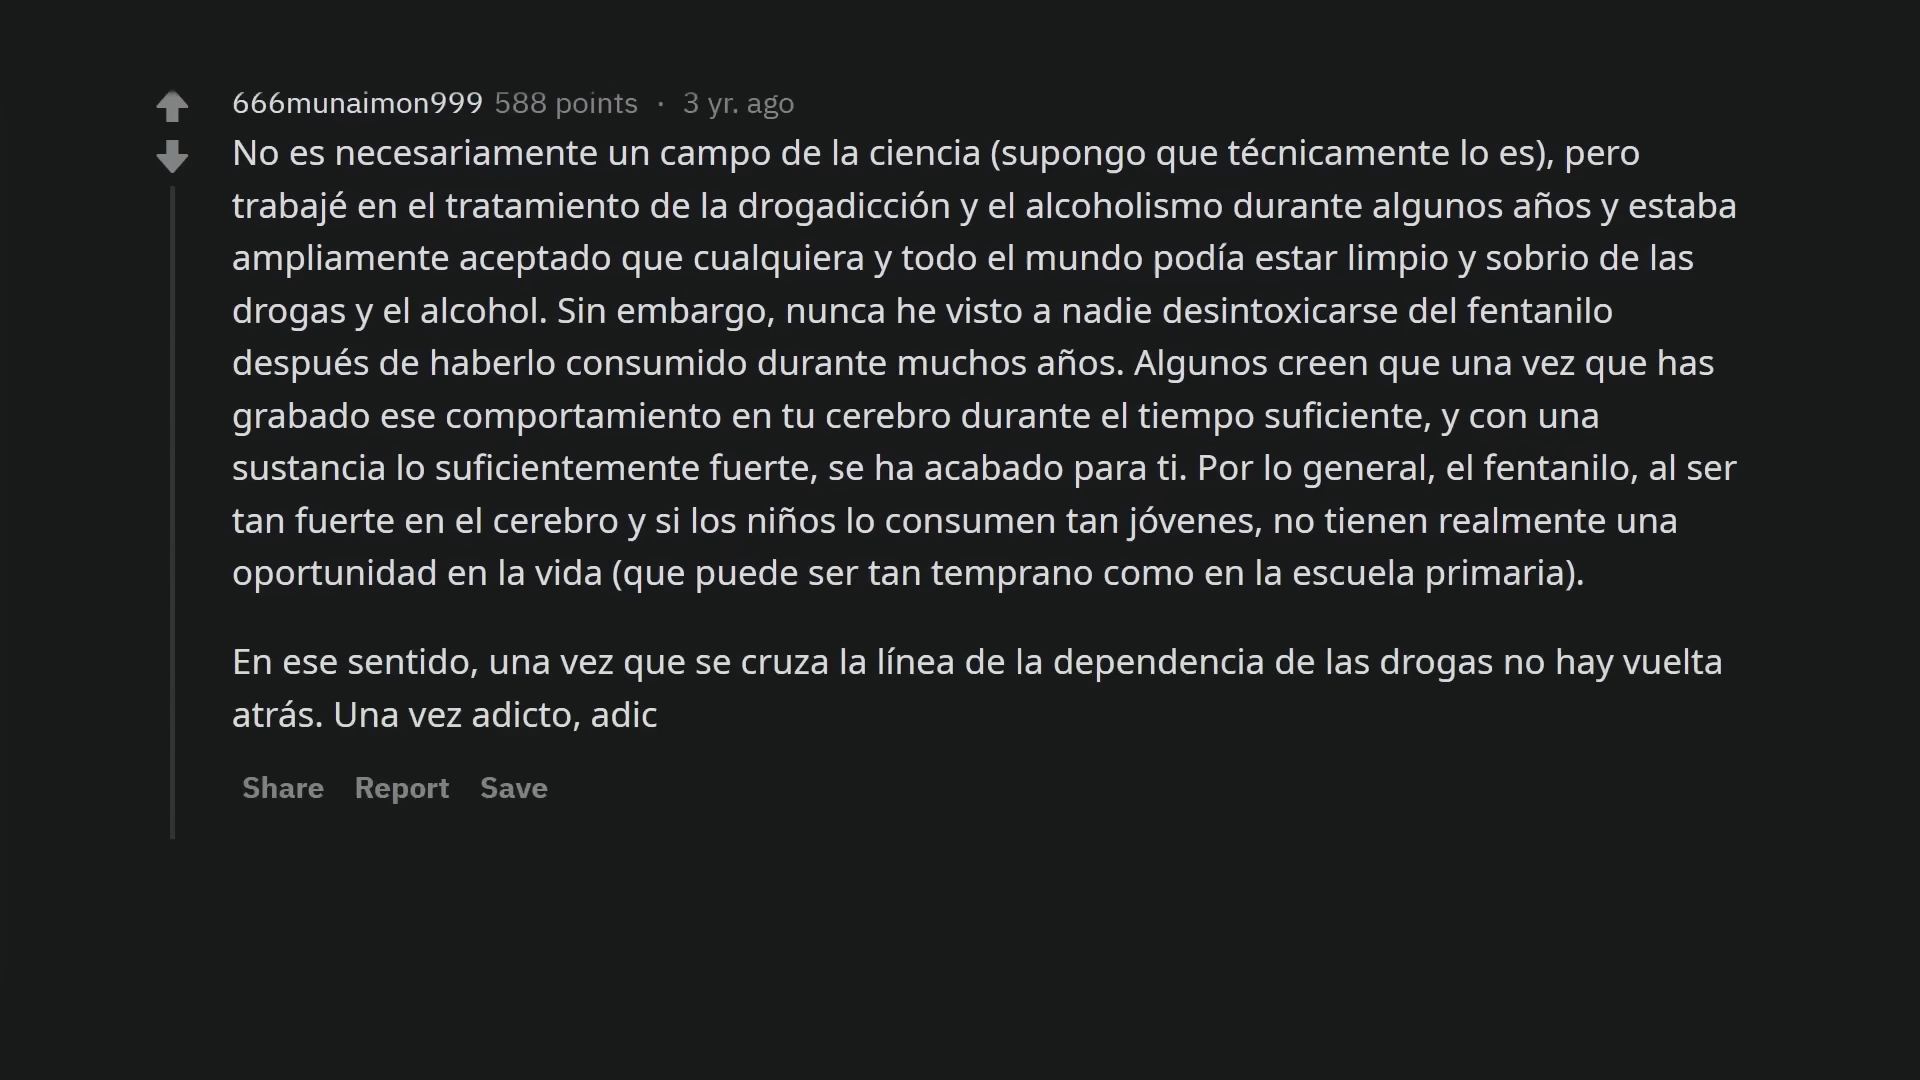 666munaimon999 588 points · 3 yr. ago
No es necesariamente un campo de la ciencia (supongo que técnicamente lo es), pero
trabajé en el tratamiento de la drogadicción y el alcoholismo durante algunos años y estaba
ampliamente aceptado que cualquiera y todo el mundo podía estar limpio y sobrio de las
drogas y el alcohol. Sin embargo, nunca he visto a nadie desintoxicarse del fentanilo
después de haberlo consumido durante muchos años. Algunos creen que una vez que has
grabado ese comportamiento en tu cerebro durante el tiempo suficiente, y con una
sustancia lo suficientemente fuerte, se ha acabado para ti. Por lo general, el fentanilo, al ser
tan fuerte en el cerebro y si los niños lo consumen tan jóvenes, no tienen realmente una
oportunidad en la vida (que puede ser tan temprano como en la escuela primaria).
En ese sentido, una vez que se cruza la línea de la dependencia de las drogas no hay vuelta
atrás. Una vez adicto, adic
Share Report Save